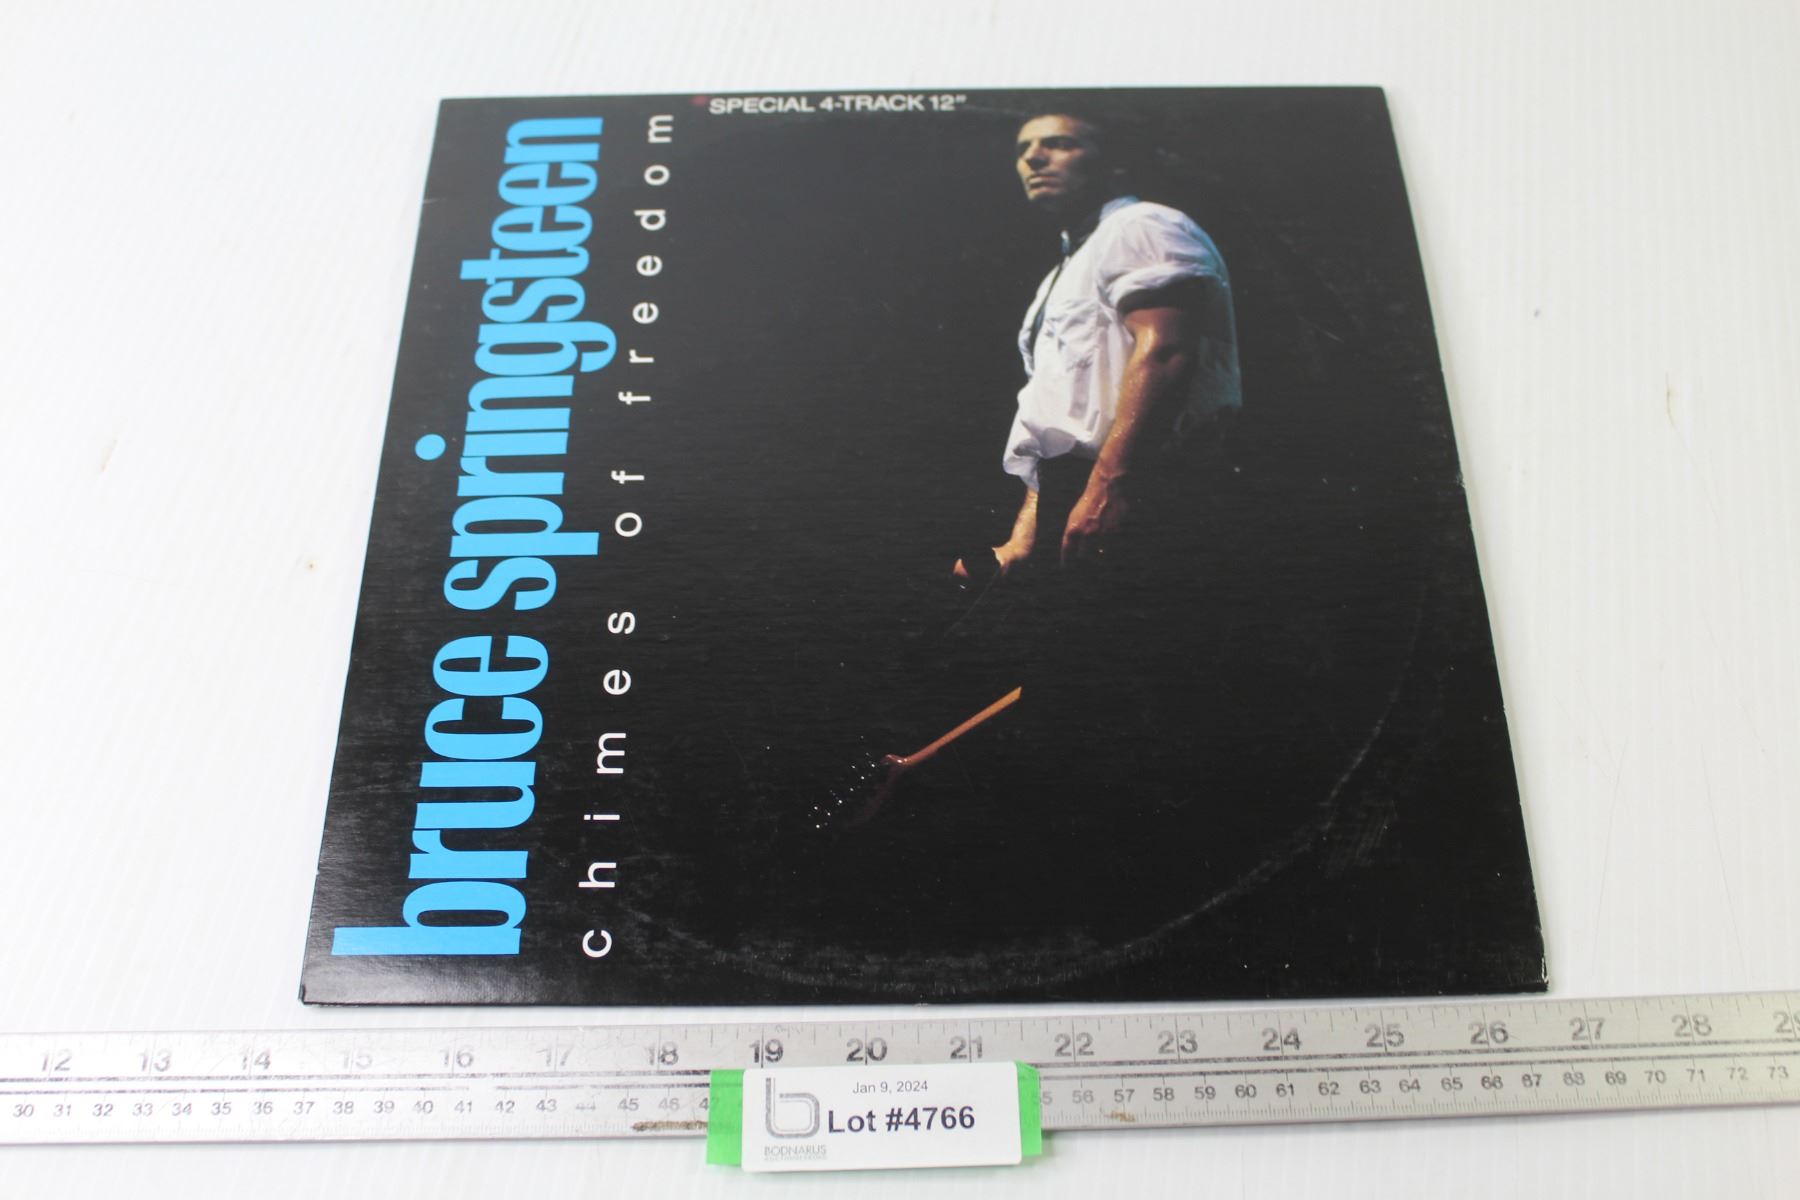 SPECIAL 4-TRACK 12"
bruce springsteen
chimes of freedom
12 13 14 15 16 17 18 19 20 21 22 23 24 25 26 27 28 29
30 31 32 33 34 35 36 37 38 39 40 41 42 43 44 45 46 47 55 56 57 58 59 60 61 62 63 64 65 66 67 68 69 70 71 72 73
Jan 9, 2024
Lot #4766
BODNARUS